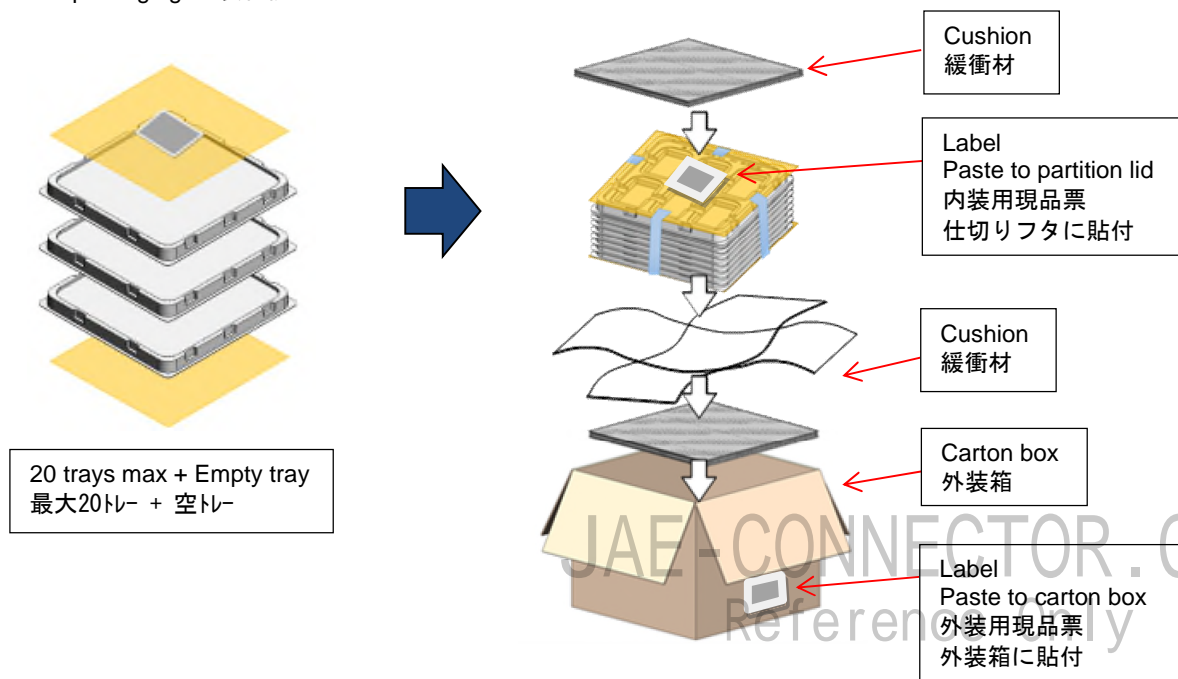 20 trays max + Empty tray
最大20ﾄﾚｰ + 空ﾄﾚｰ
Cushion
緩衝材
Label
Paste to partition lid
内装用現品票
仕切りフタに貼付
Cushion
緩衝材
Carton box
外装箱
JAE-CONNECTOR.C
Reference Only
Label
Paste to carton box
外装用現品票
外装箱に貼付